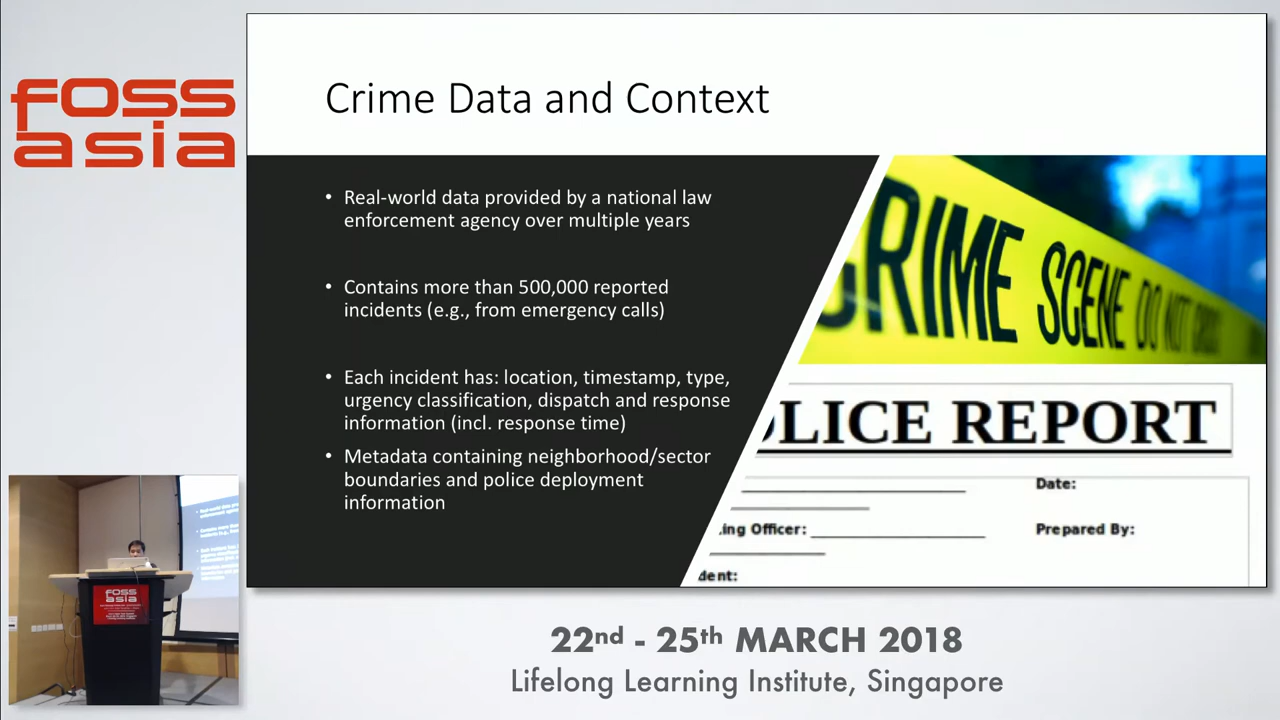 foss
asia
Crime Data and Context
• Real-world data provided by a national law
enforcement agency over multiple years
• Contains more than 500,000 reported
incidents (e.g., from emergency calls)
• Each incident has: location, timestamp, type,
urgency classification, dispatch and response
information (incl. response time)
• Metadata containing neighborhood/sector
boundaries and police deployment
information
CRIME SCENE DO NOT
LICE REPORT
Date:
ing Officer:
Prepared By:
dent:
foss
asia
22nd - 25th MARCH 2018
Lifelong Learning Institute, Singapore